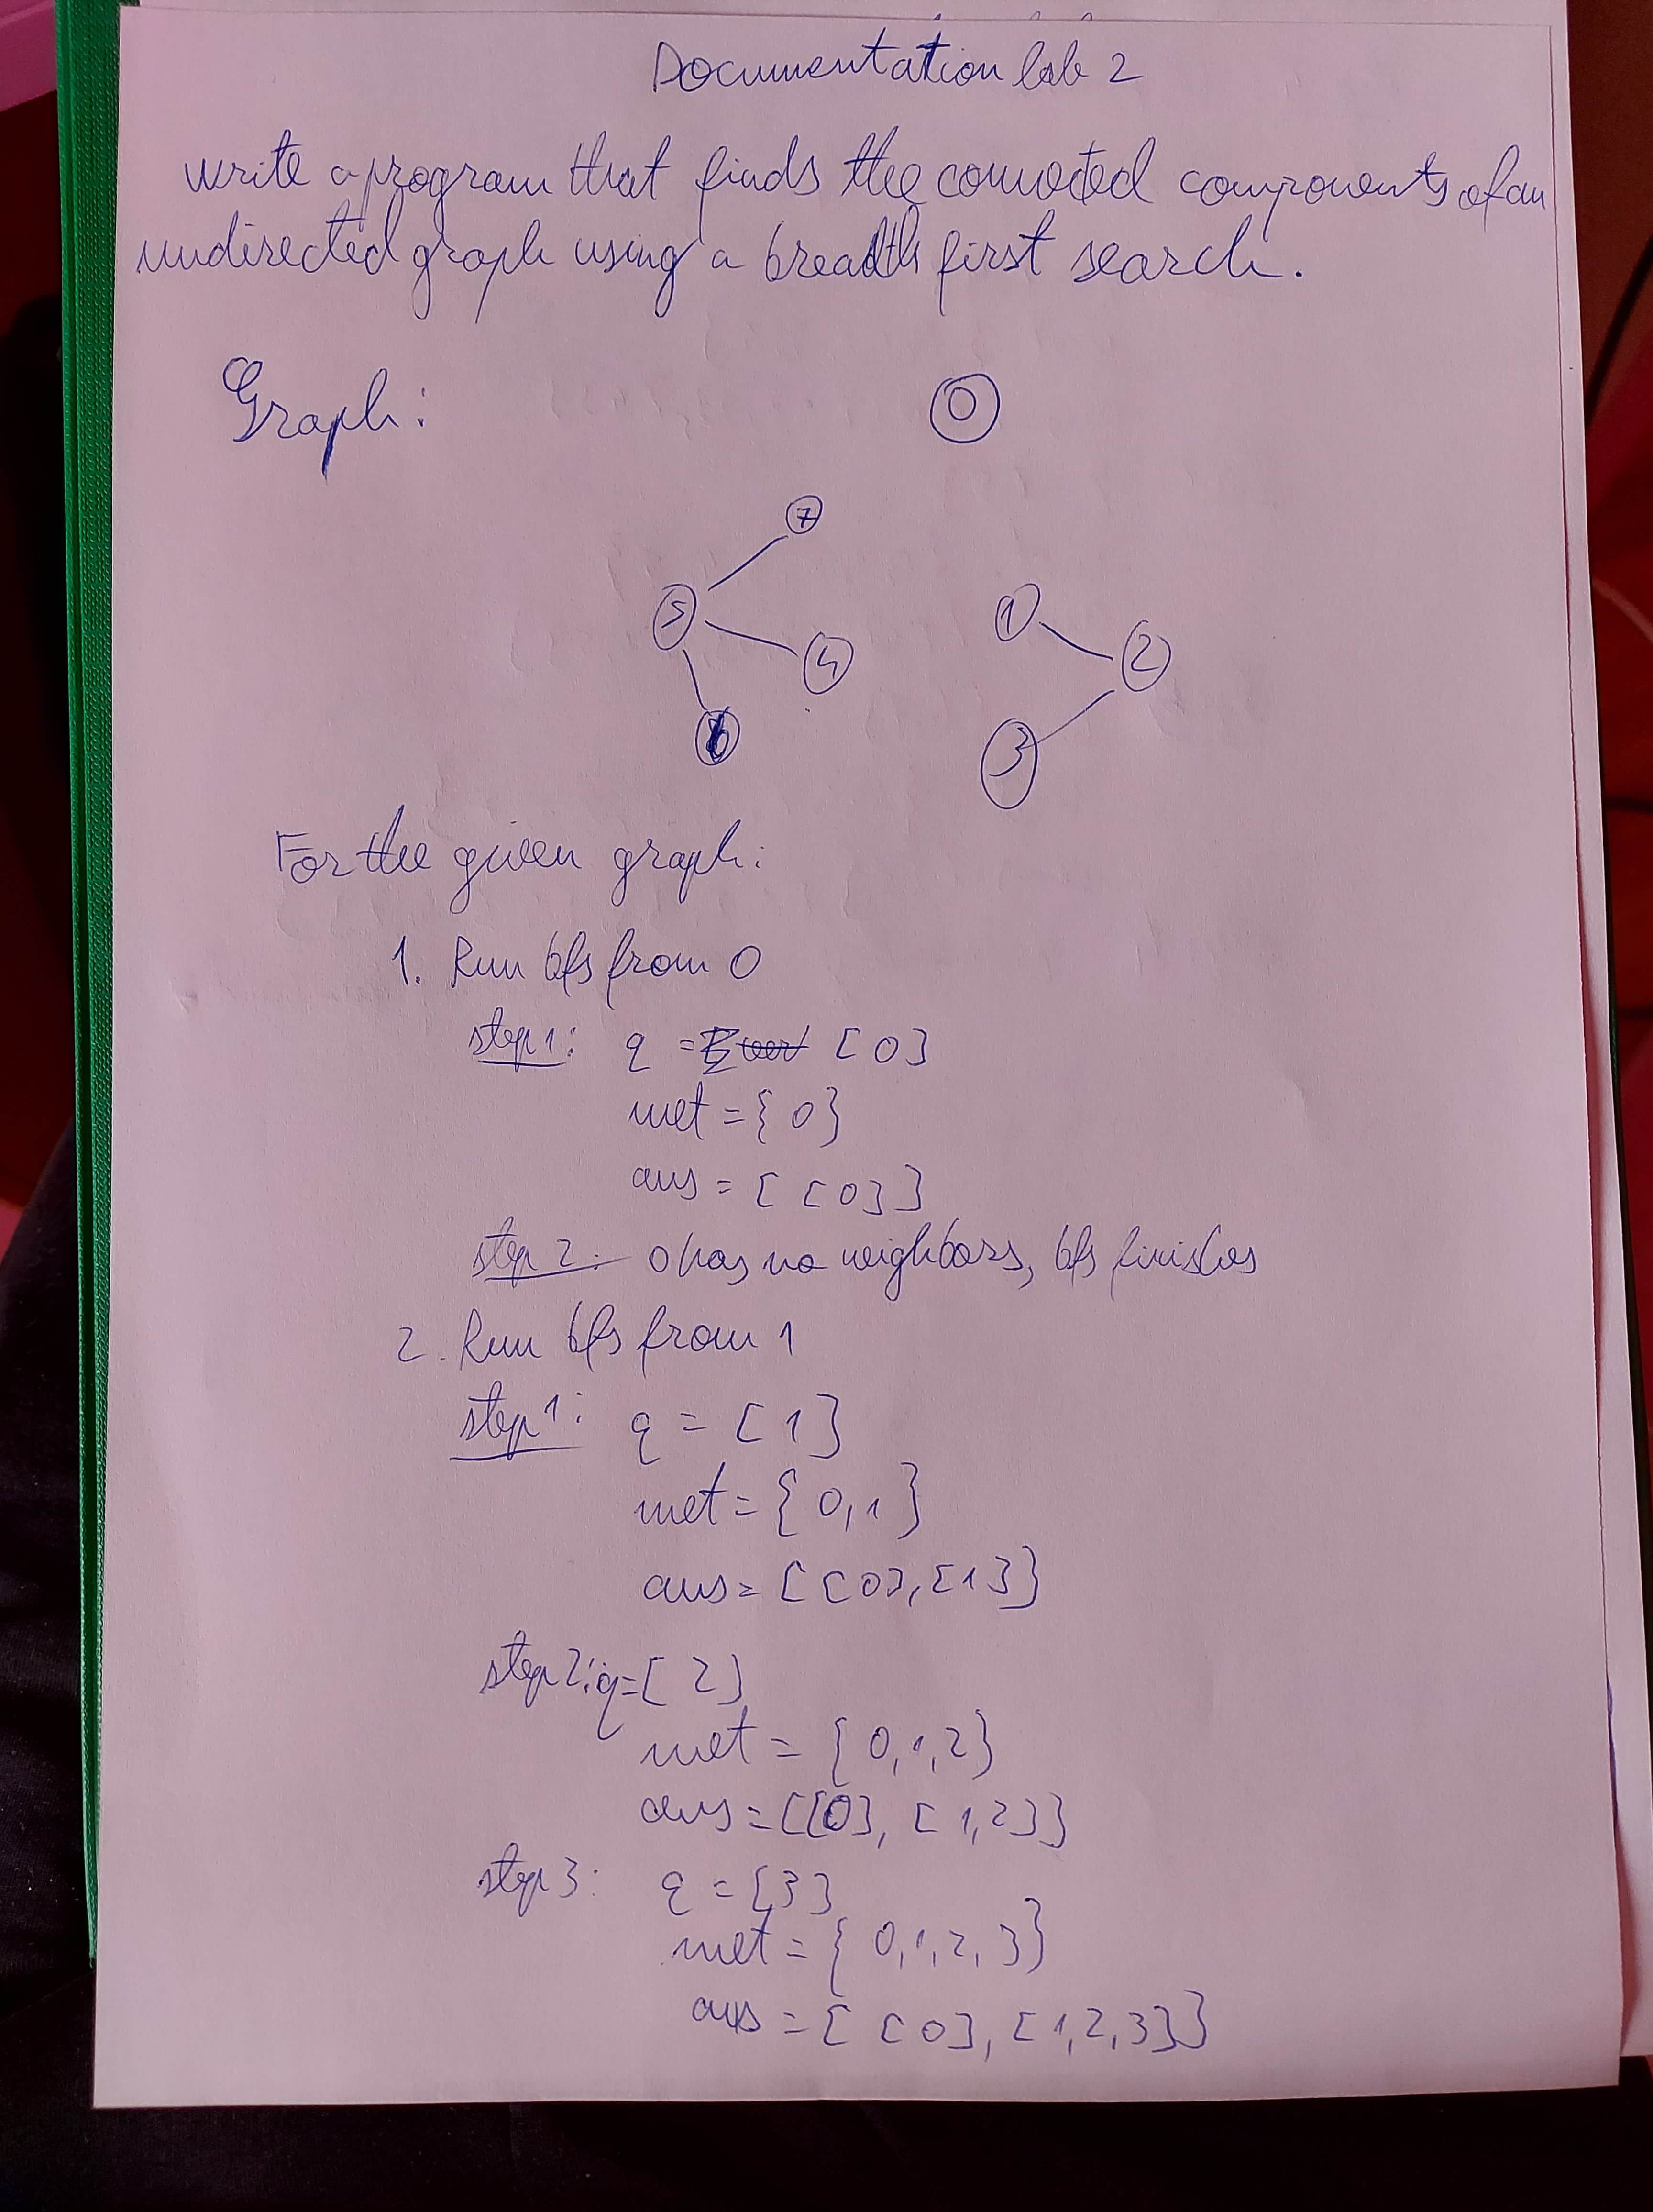 Documentation lab 2
write a program that finds the connected components of an
undirected graph using a breadth first search.
Graph:
0
7
5
1
4
2
6
3
For the given graph:
1. Run bfs from 0
step 1: q = [0]
met = {0}
ans = [[0]]
step 2: 0 has no neighbors, bfs finishes
2. Run bfs from 1
step 1: q = [1]
met = {0,1}
ans = [[0],[1]]
step 2: q=[2]
met = {0,1,2}
ans = [[0], [1,2]]
step 3: q = [3]
met = {0,1,2,3}
ans = [[0], [1,2,3]]